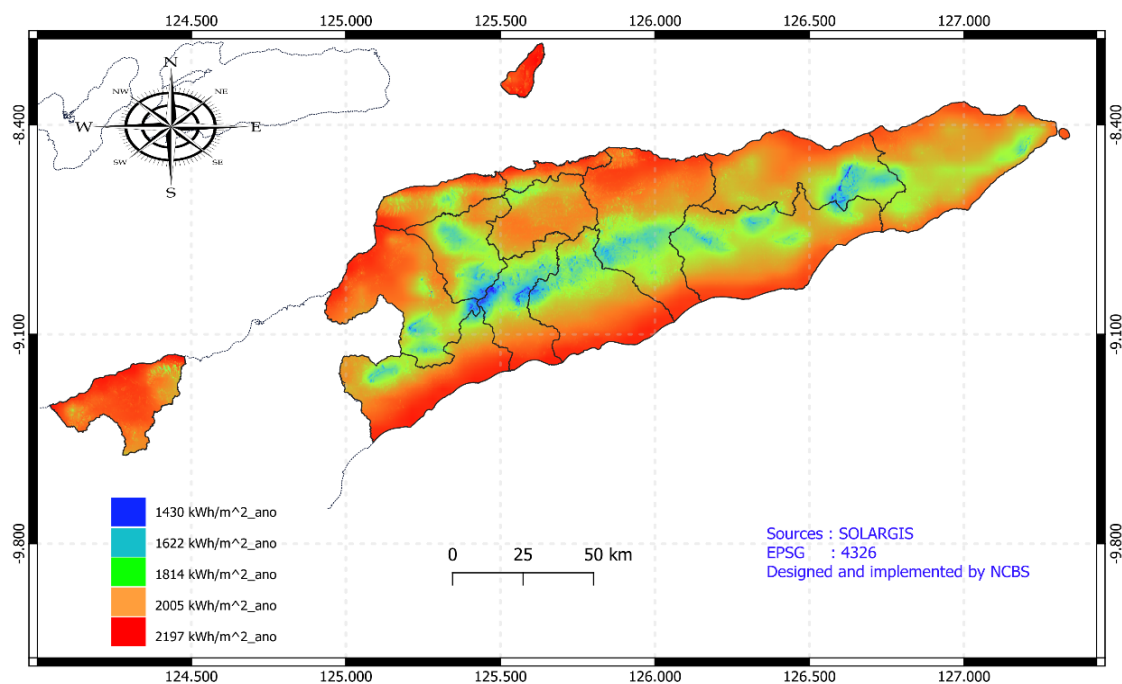 124.500 125.000 125.500 126.000 126.500 127.000
N
NW NE
W E
SW SE
S
-8.400 -8.400
-9.100 -9.100
-9.800 -9.800
1430 kWh/m^2_ano
1622 kWh/m^2_ano
1814 kWh/m^2_ano
2005 kWh/m^2_ano
2197 kWh/m^2_ano
0 25 50 km
Sources : SOLARGIS
EPSG : 4326
Designed and implemented by NCBS
124.500 125.000 125.500 126.000 126.500 127.000